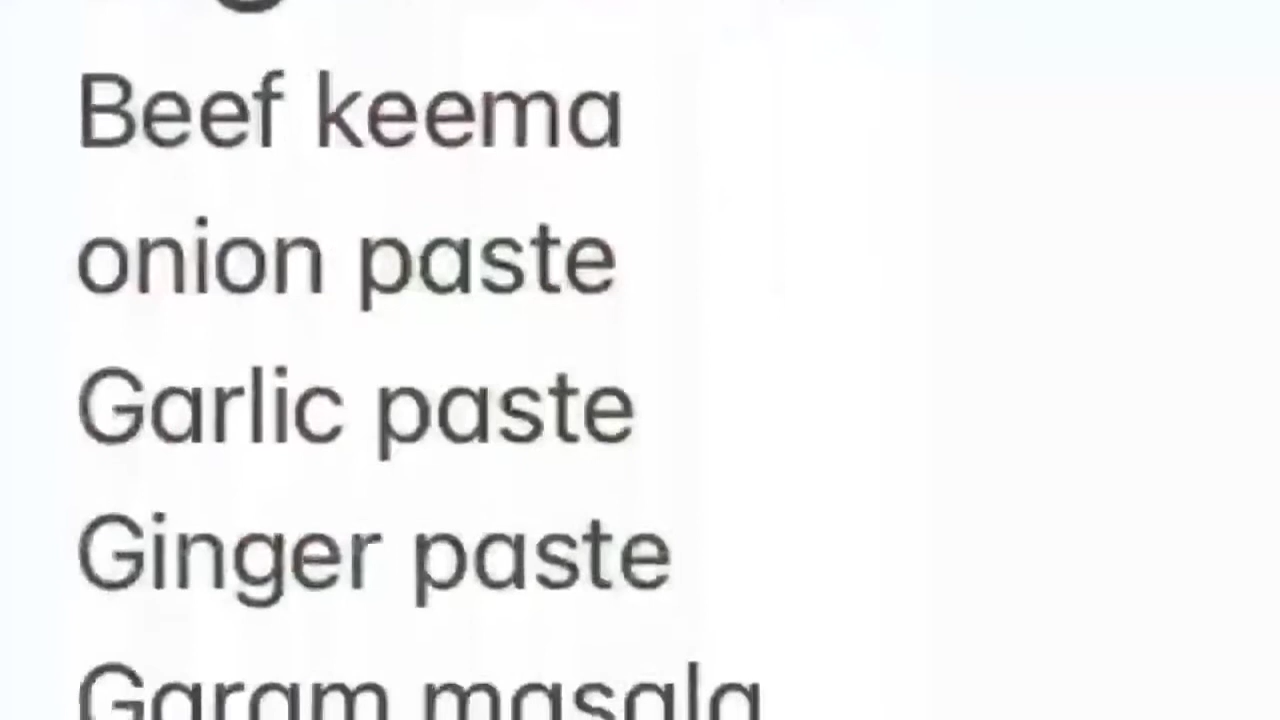 Beef keema
onion paste
Garlic paste
Ginger paste
Garam masala